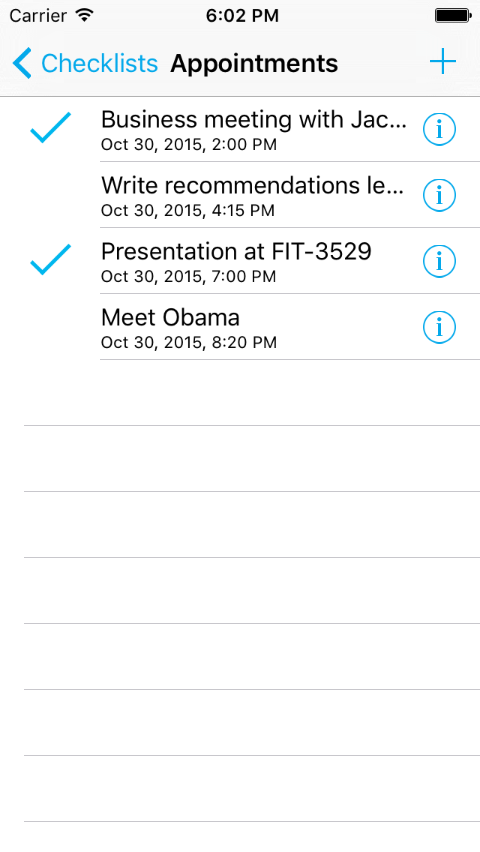 Carrier 6:02 PM
Checklists Appointments
Business meeting with Jac...
Oct 30, 2015, 2:00 PM
Write recommendations le...
Oct 30, 2015, 4:15 PM
Presentation at FIT-3529
Oct 30, 2015, 7:00 PM
Meet Obama
Oct 30, 2015, 8:20 PM